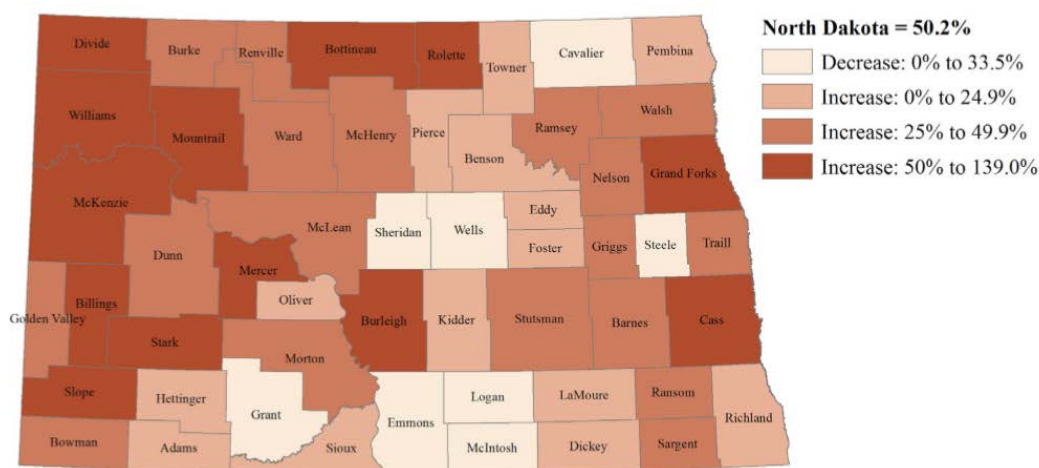 North Dakota = 50.2%
Decrease: 0% to 33.5%
Increase: 0% to 24.9%
Increase: 25% to 49.9%
Increase: 50% to 139.0%
Divide
Burke
Renville
Bottineau
Rolette
Towner
Cavalier
Pembina
Williams
Mountrail
Ward
McHenry
Pierce
Benson
Ramsey
Walsh
Nelson
Grand Forks
McKenzie
Dunn
McLean
Sheridan
Wells
Eddy
Foster
Griggs
Steele
Traill
Golden Valley
Billings
Mercer
Oliver
Burleigh
Kidder
Stutsman
Barnes
Cass
Stark
Morton
Slope
Hettinger
Grant
Emmons
Logan
LaMoure
Ransom
Richland
Bowman
Adams
Sioux
McIntosh
Dickey
Sargent